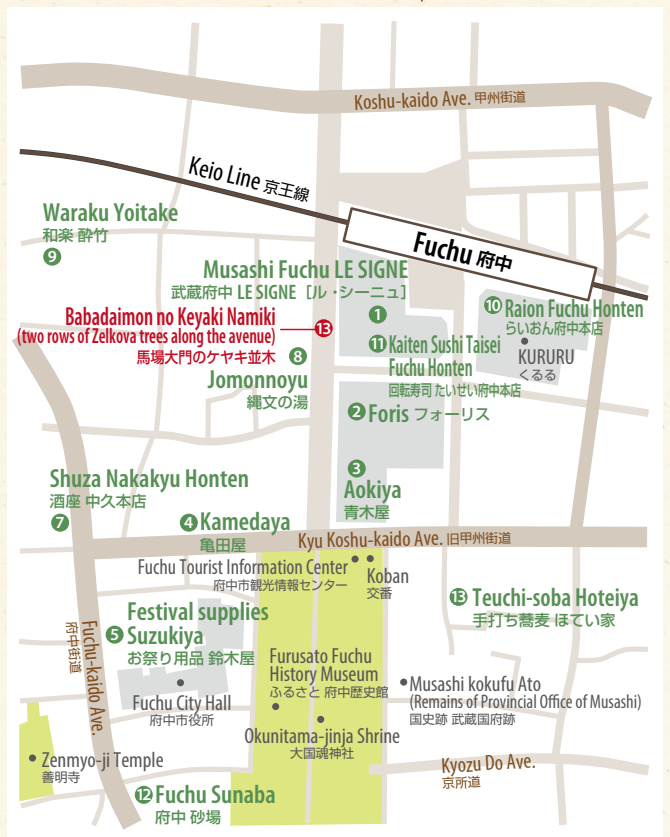 Koshu-kaido Ave. 甲州街道
Keio Line 京王線
Fuchu 府中
Waraku Yoitake
和楽 酔竹
9
Musashi Fuchu LE SIGNE
武蔵府中 LE SIGNE［ル・シーニュ］
1
Babadaimon no Keyaki Namiki
(two rows of Zelkova trees along the avenue)
馬場大門のケヤキ並木
13
10 Raion Fuchu Honten
らいおん府中本店
KURURU
くるる
11 Kaiten Sushi Taisei
Fuchu Honten
回転寿司 たいせい府中本店
8
Jomonnoyu
縄文の湯
2 Foris フォーリス
3
Aokiya
青木屋
Shuza Nakakyu Honten
酒座 中久本店
7
4 Kamedaya
亀田屋
Kyu Koshu-kaido Ave. 旧甲州街道
Fuchu Tourist Information Center
府中市観光情報センター
Koban
交番
13 Teuchi-soba Hoteiya
手打ち蕎麦 ほてい家
Festival supplies
5 Suzukiya
お祭り用品 鈴木屋
Fuchu-kaido Ave.
府中街道
Furusato Fuchu
History Museum
ふるさと 府中歴史館
Fuchu City Hall
府中市役所
Musashi kokufu Ato
(Remains of Provincial Office of Musashi)
国史跡 武蔵国府跡
Okunitama-jinja Shrine
大国魂神社
Zenmyo-ji Temple
善明寺
Kyozu Do Ave.
京所道
12 Fuchu Sunaba
府中 砂場